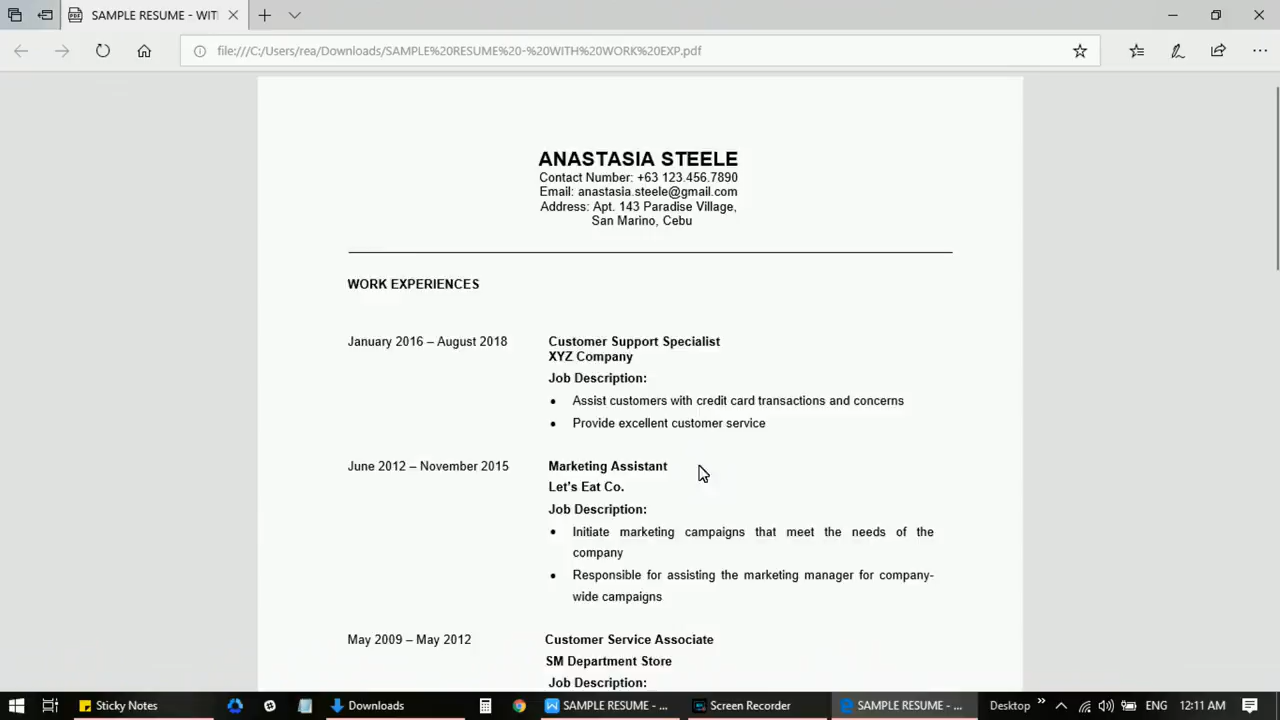 SAMPLE RESUME - WIT
file:///C:/Users/rea/Downloads/SAMPLE%20RESUME%20-%20WITH%20WORK%20EXP.pdf
ANASTASIA STEELE
Contact Number: +63 123.456.7890
Email: anastasia.steele@gmail.com
Address: Apt. 143 Paradise Village,
San Marino, Cebu
WORK EXPERIENCES
January 2016 – August 2018 Customer Support Specialist
XYZ Company
Job Description:
• Assist customers with credit card transactions and concerns
• Provide excellent customer service
June 2012 – November 2015 Marketing Assistant
Let's Eat Co.
Job Description:
• Initiate marketing campaigns that meet the needs of the
company
• Responsible for assisting the marketing manager for company-
wide campaigns
May 2009 – May 2012 Customer Service Associate
SM Department Store
Job Description:
Sticky Notes Downloads SAMPLE RESUME - ... Screen Recorder SAMPLE RESUME - ... Desktop » ENG 12:11 AM